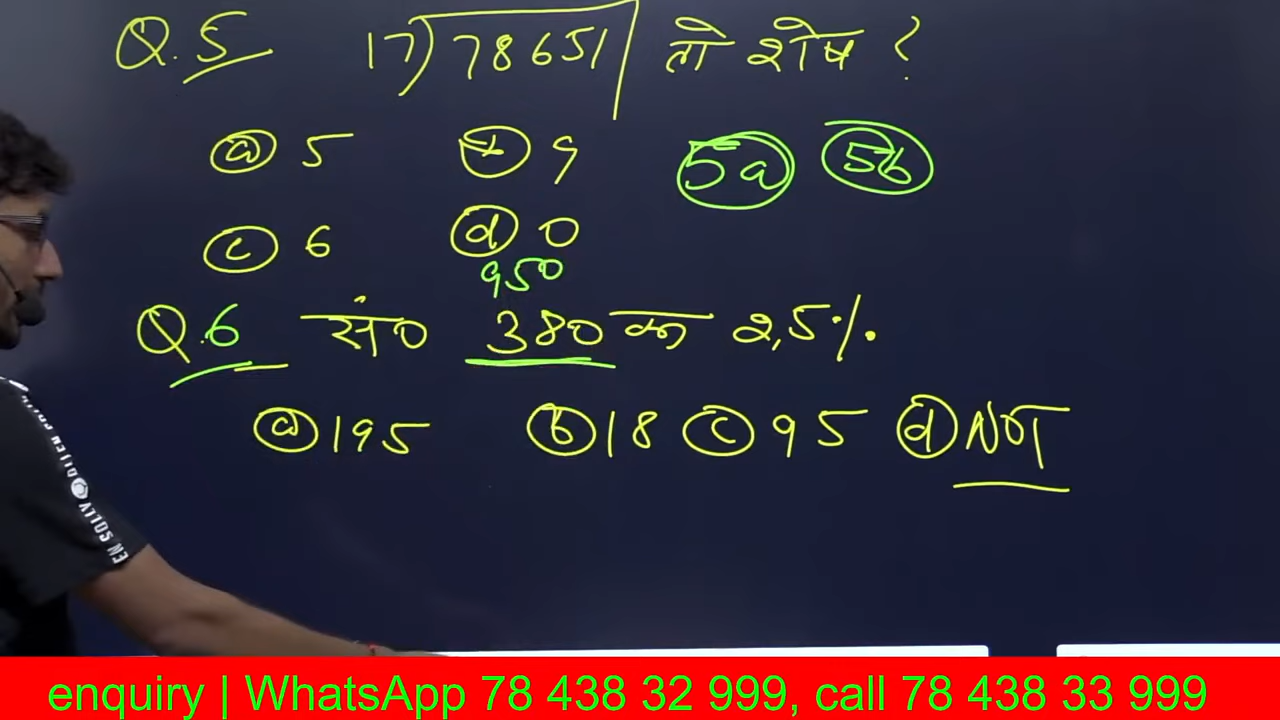 Q.5 17)78651 तो शेष ?
(a) 5 9 5a 5b
(c) 6 (d) 0
950
Q.6 सं० 380 का 2.5%.
(a) 195 (b) 18 (c) 95 (d) NOT
enquiry | WhatsApp 78 438 32 999, call 78 438 33 999